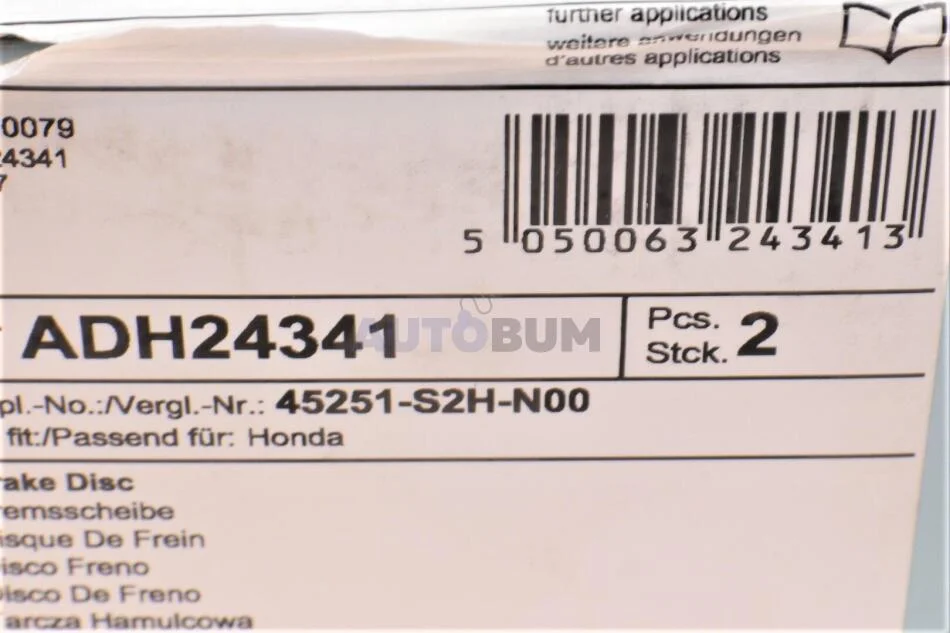 further applications
weitere anwendungen
d'autres applications
0079
24341
7
5 050063 243413
ADH24341
AUTOBUM
Pcs.
Stck. 2
pl.-No.:/Vergl.-Nr.: 45251-S2H-N00
fit:/Passend für: Honda
ake Disc
remsscheibe
isque De Frein
isco Freno
isco De Freno
arcza Hamulcowa